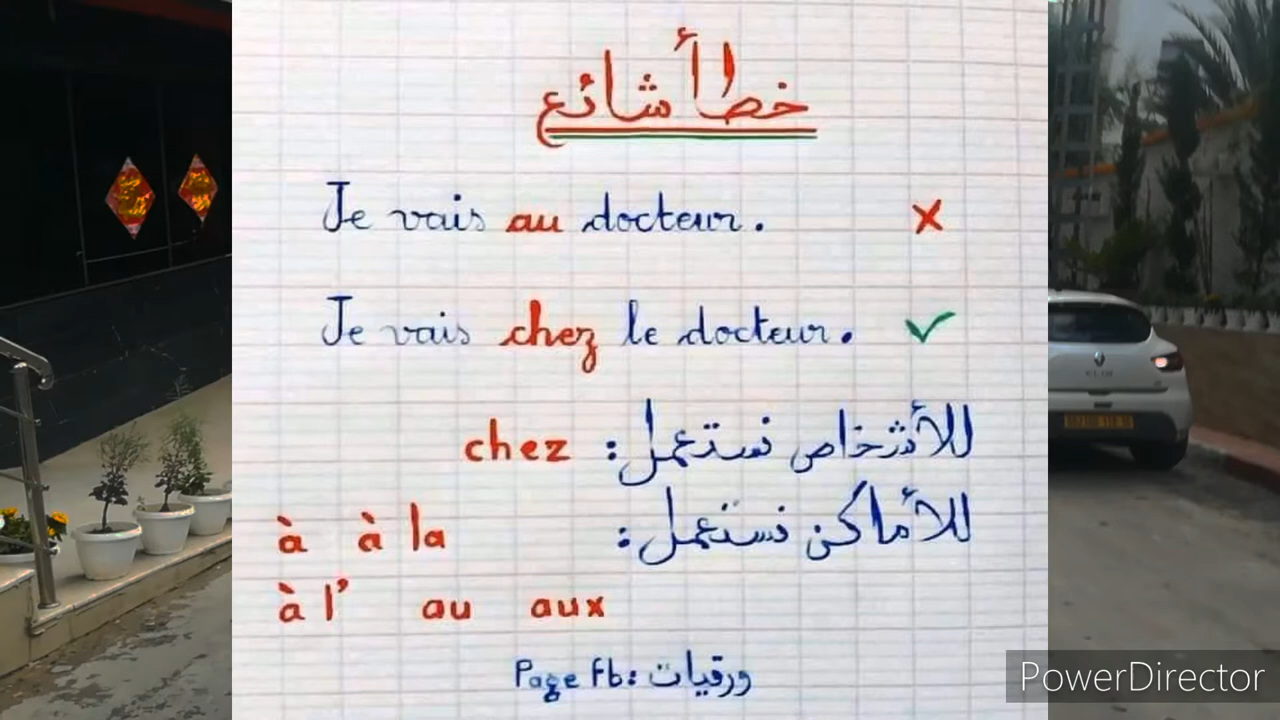 خطأ شائع
Je vais au docteur. X
Je vais chez le docteur. ✓
للأشخاص نستعمل: chez
للأماكن نستعمل: à à la
à l' au aux
Page fb: ورقيات
PowerDirector